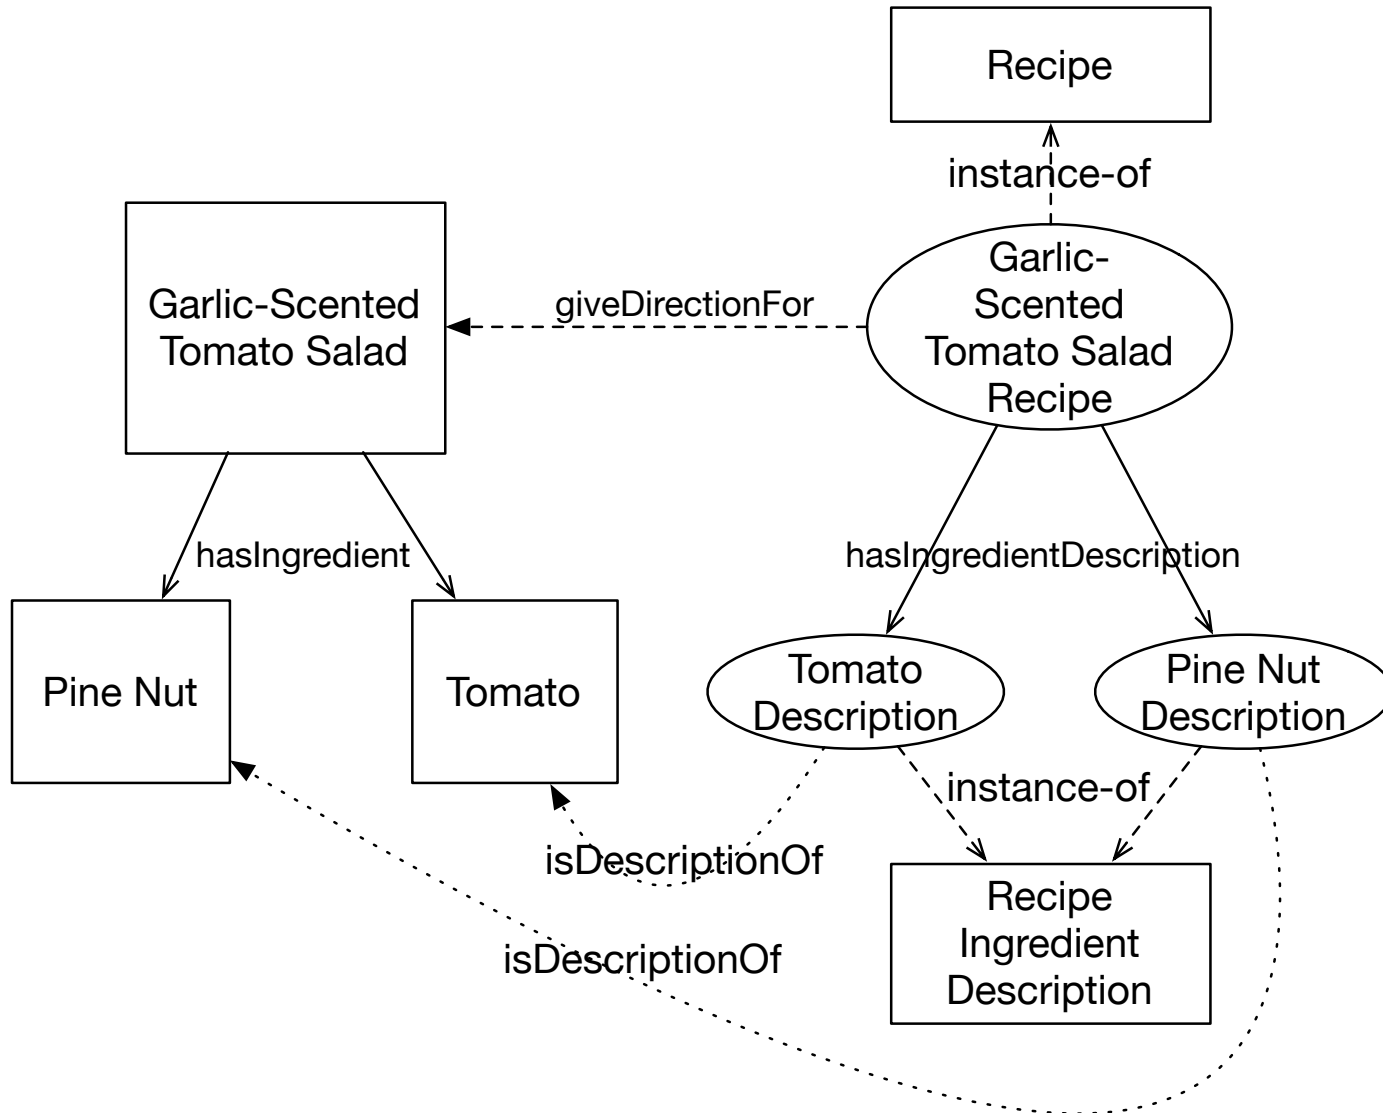 Recipe
instance-of
Garlic-
Scented
Tomato Salad
Recipe
Garlic-Scented
Tomato Salad
giveDirectionFor
hasIngredient
hasIngredientDescription
Pine Nut
Tomato
Tomato
Description
Pine Nut
Description
instance-of
isDescriptionOf
Recipe
Ingredient
Description
isDescriptionOf